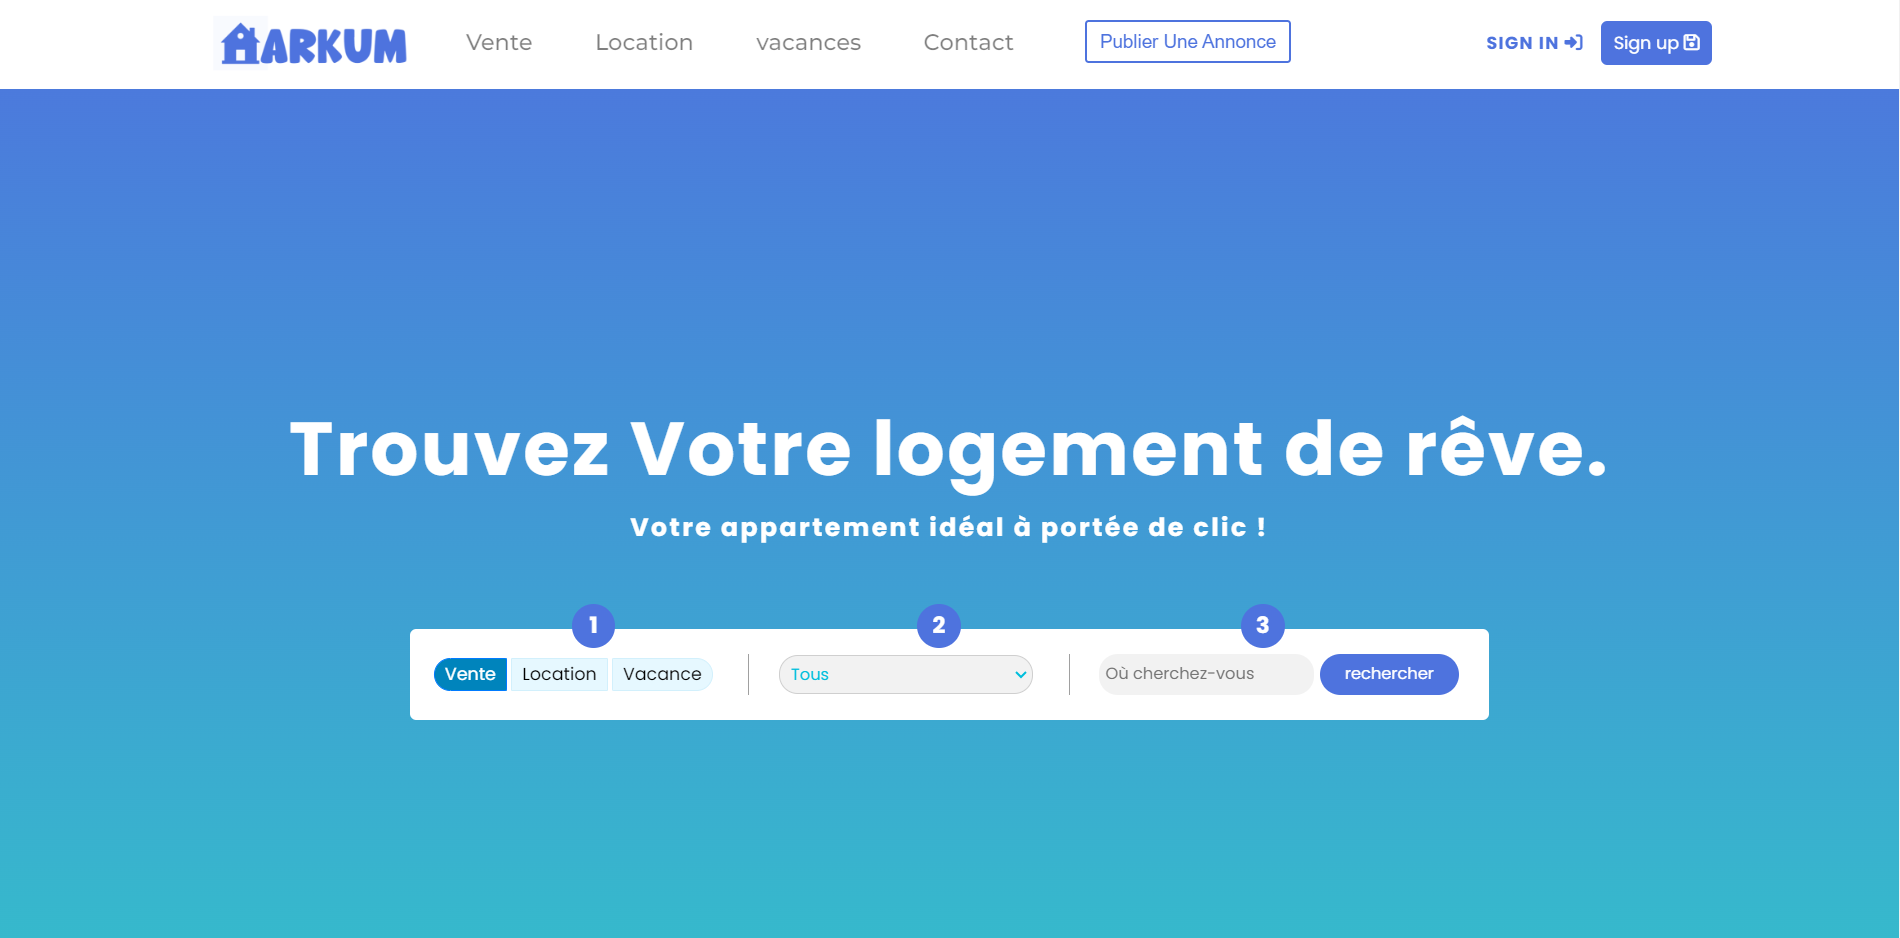 ARKUM
Vente Location vacances Contact Publier Une Annonce SIGN IN Sign up
Trouvez Votre logement de rêve.
Votre appartement idéal à portée de clic !
1 2 3
Vente Location Vacance Tous Où cherchez-vous rechercher